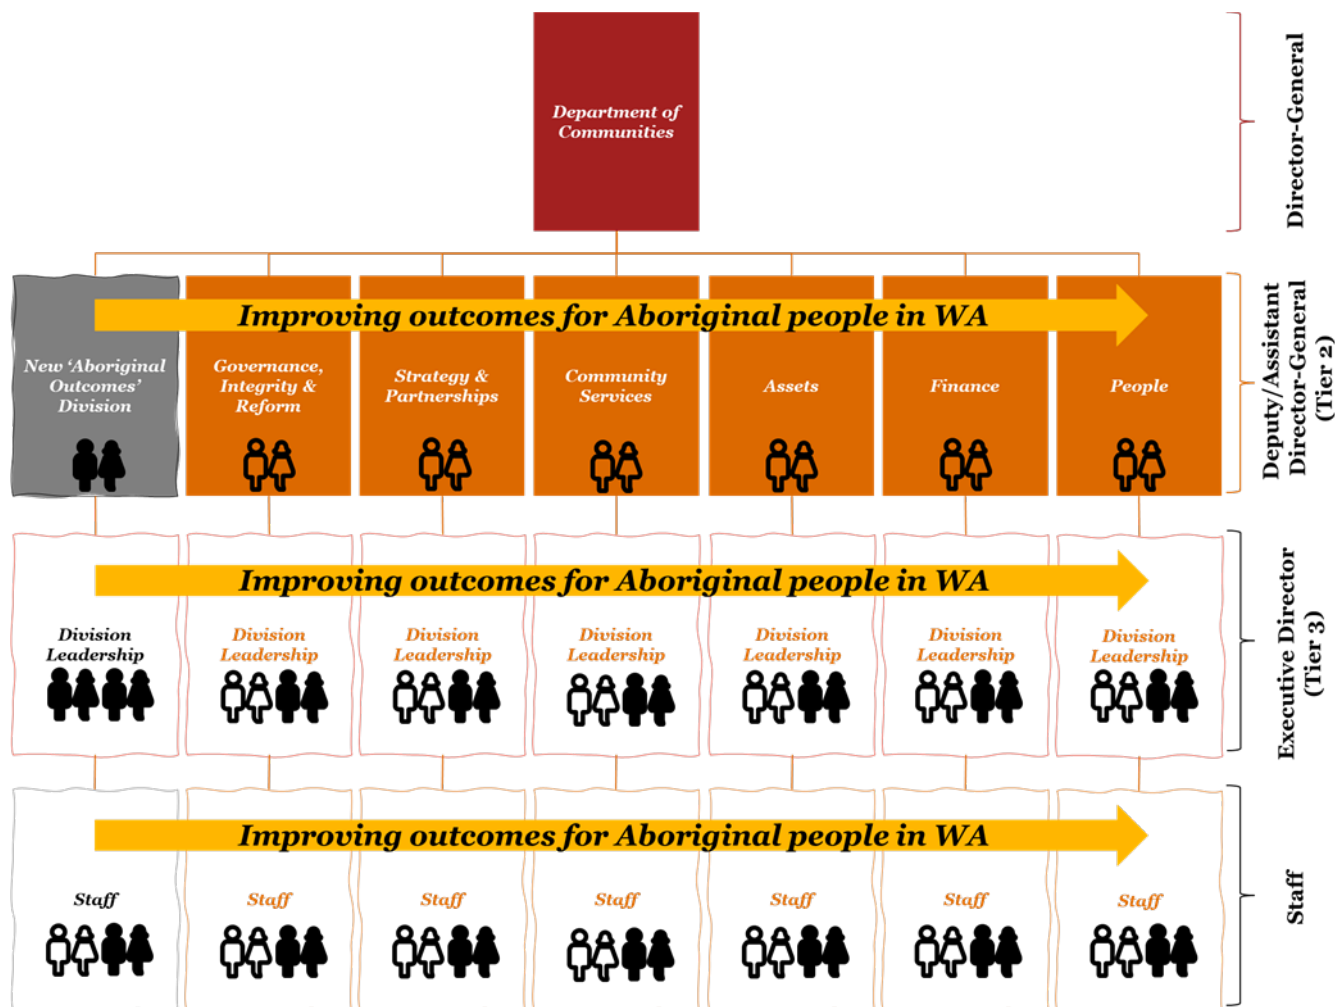 Department of
Communities
Director-General
Improving outcomes for Aboriginal people in WA
New ‘Aboriginal
Outcomes’
Division
Governance,
Integrity &
Reform
Strategy &
Partnerships
Community
Services
Assets
Finance
People
Deputy/Assistant
Director-General
(Tier 2)
Improving outcomes for Aboriginal people in WA
Division
Leadership
Division
Leadership
Division
Leadership
Division
Leadership
Division
Leadership
Division
Leadership
Division
Leadership
Executive Director
(Tier 3)
Improving outcomes for Aboriginal people in WA
Staff
Staff
Staff
Staff
Staff
Staff
Staff
Staff